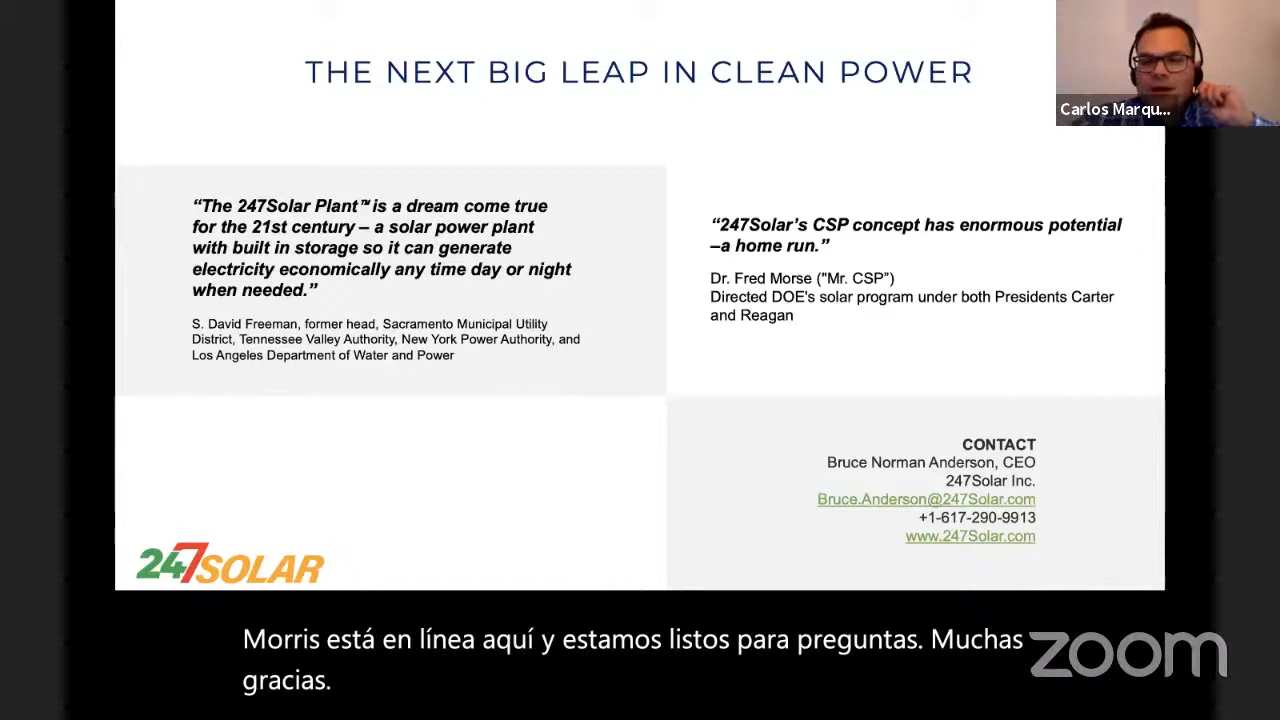 THE NEXT BIG LEAP IN CLEAN POWER
Carlos Marqu...
“The 247Solar Plant™ is a dream come true
for the 21st century – a solar power plant
with built in storage so it can generate
electricity economically any time day or night
when needed.”
S. David Freeman, former head, Sacramento Municipal Utility
District, Tennessee Valley Authority, New York Power Authority, and
Los Angeles Department of Water and Power
“247Solar’s CSP concept has enormous potential
–a home run.”
Dr. Fred Morse ("Mr. CSP”)
Directed DOE's solar program under both Presidents Carter
and Reagan
CONTACT
Bruce Norman Anderson, CEO
247Solar Inc.
Bruce.Anderson@247Solar.com
+1-617-290-9913
www.247Solar.com
247SOLAR
Morris está en línea aquí y estamos listos para preguntas. Muchas
gracias.
zoom